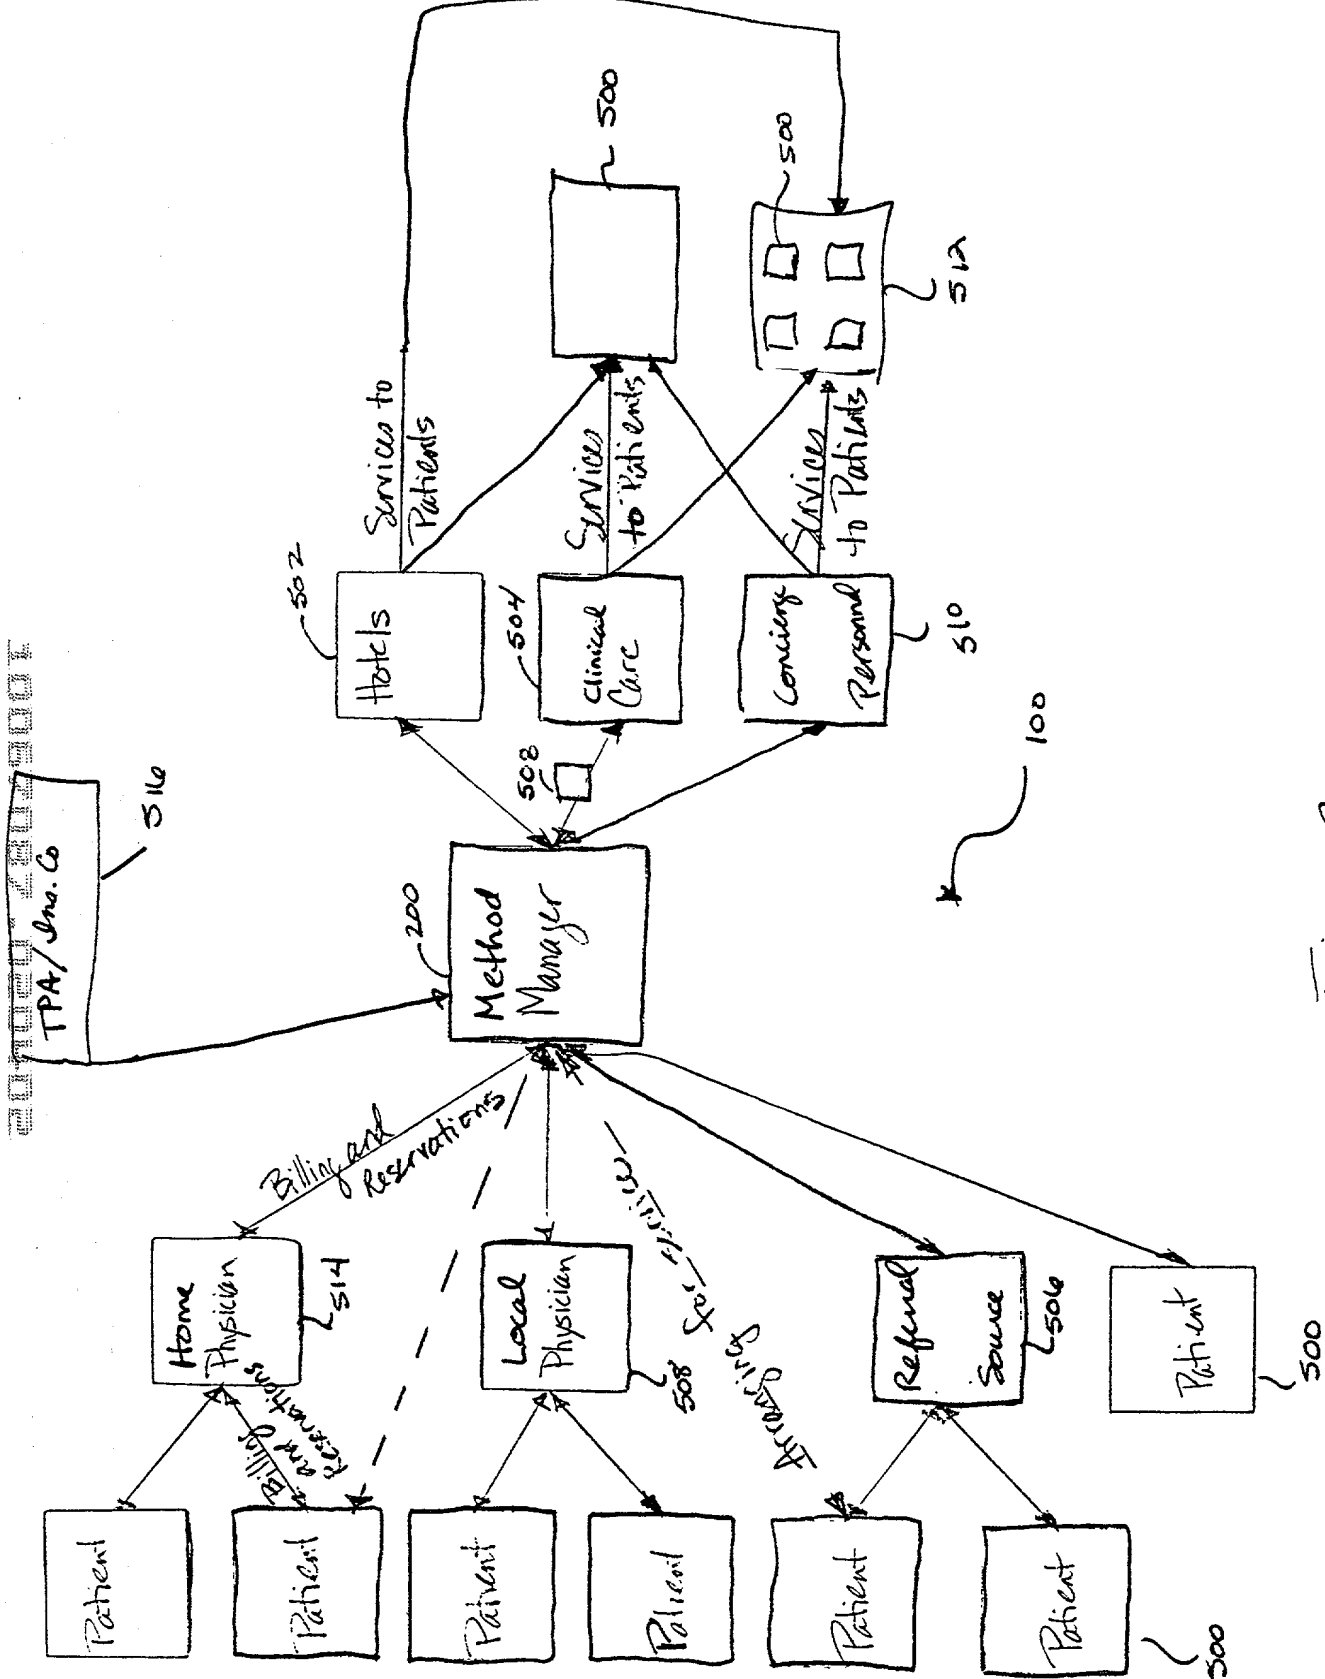 TPA/Ins. Co
516
200
Method
Manager
502
Hotels
Services to
Patients
504
Clinical
Care
508
Services
to Patients
Concierge
Personnel
510
Services
to Patients
500
500
512
100
Billing and
Reservations
Home
Physician
514
Billing
and
Reservations
Local
Physician
508
Arranging for services
Referral
Source
506
Patient
500
Patient
Patient
Patient
Patient
Patient
Patient
500